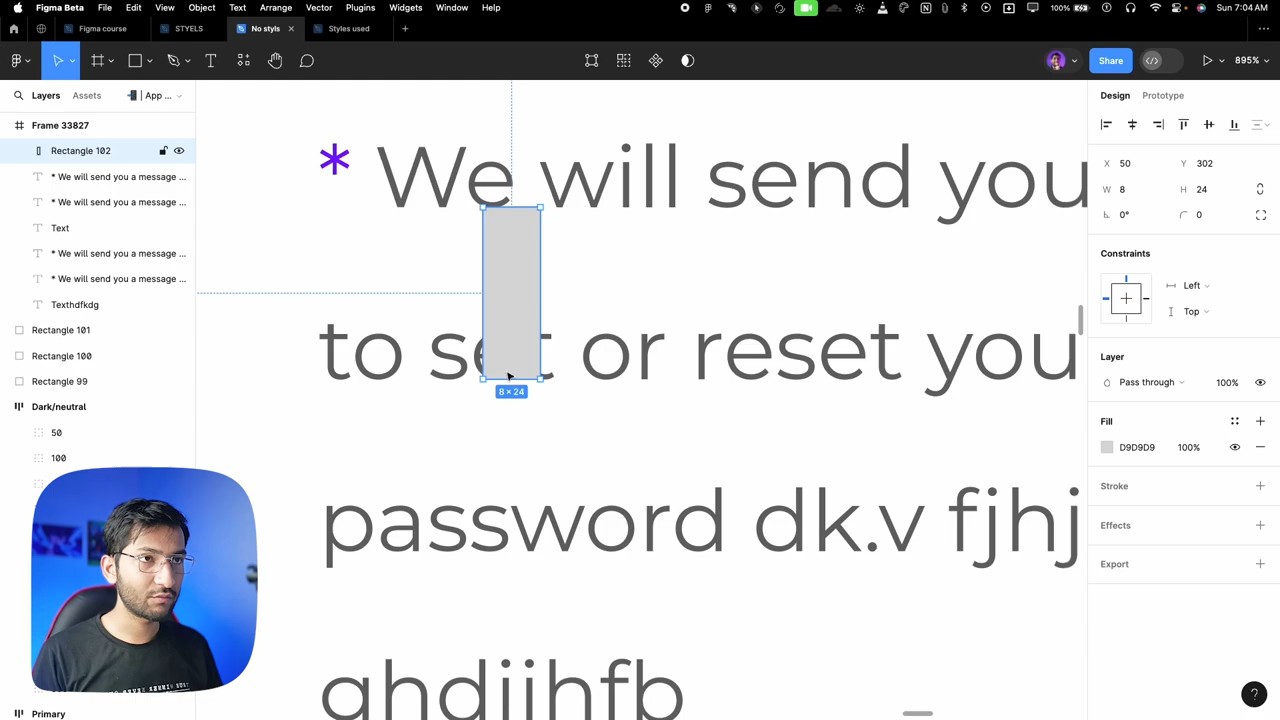 Figma Beta File Edit View Object Text Arrange Vector Plugins Widgets Window Help 100% Sun 7:04 AM
Figma course STYELS No styls Styles used
Share 895%
Layers Assets | App ...
Frame 33827
Rectangle 102
* We will send you a message ...
* We will send you a message ...
Text
* We will send you a message ...
* We will send you a message ...
Texthdfkdg
Rectangle 101
Rectangle 100
Rectangle 99
Dark/neutral
50
100
Primary
* We will send you
to set or reset you
password dk.v fjhj
ghdjjhfb
8 × 24
Design Prototype
X 50 Y 302
W 8 H 24
0° 0
Constraints
Left
Top
Layer
Pass through 100%
Fill
D9D9D9 100%
Stroke
Effects
Export
?